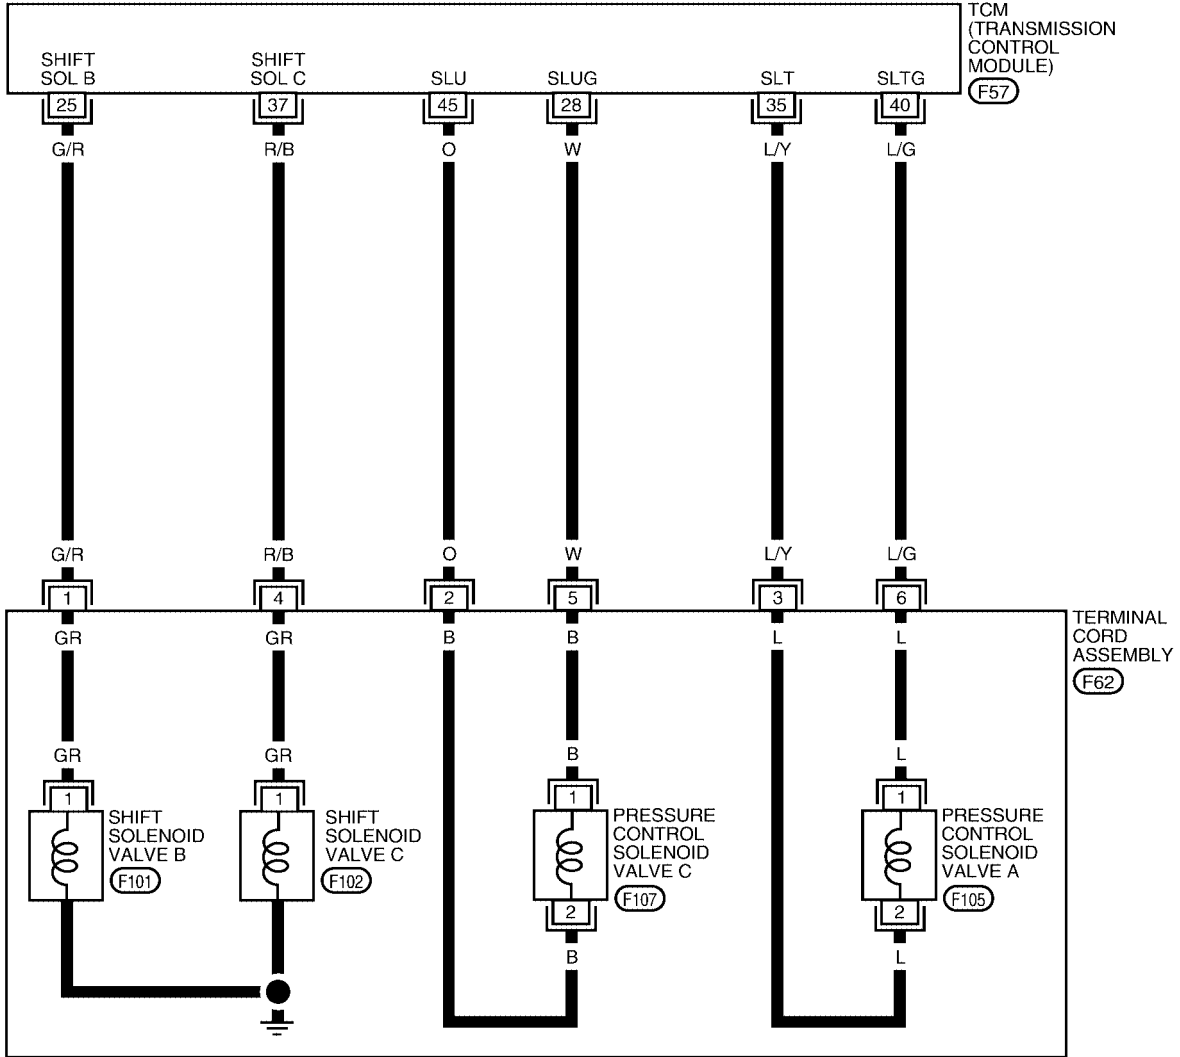 TCM
(TRANSMISSION
CONTROL
MODULE)
F57
SHIFT
SOL B
SHIFT
SOL C
SLU
SLUG
SLT
SLTG
25
37
45
28
35
40
G/R
R/B
O
W
L/Y
L/G
G/R
R/B
O
W
L/Y
L/G
1
4
2
5
3
6
TERMINAL
CORD
ASSEMBLY
F62
GR
GR
B
B
L
L
GR
GR
B
L
1
1
1
1
SHIFT
SOLENOID
VALVE B
F101
SHIFT
SOLENOID
VALVE C
F102
PRESSURE
CONTROL
SOLENOID
VALVE C
F107
PRESSURE
CONTROL
SOLENOID
VALVE A
F105
2
2
B
L